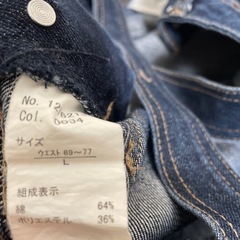 No.
Col. 0034
サイズ
ウエスト 69〜77
L
組成表示
綿 64%
ポリエステル 36%